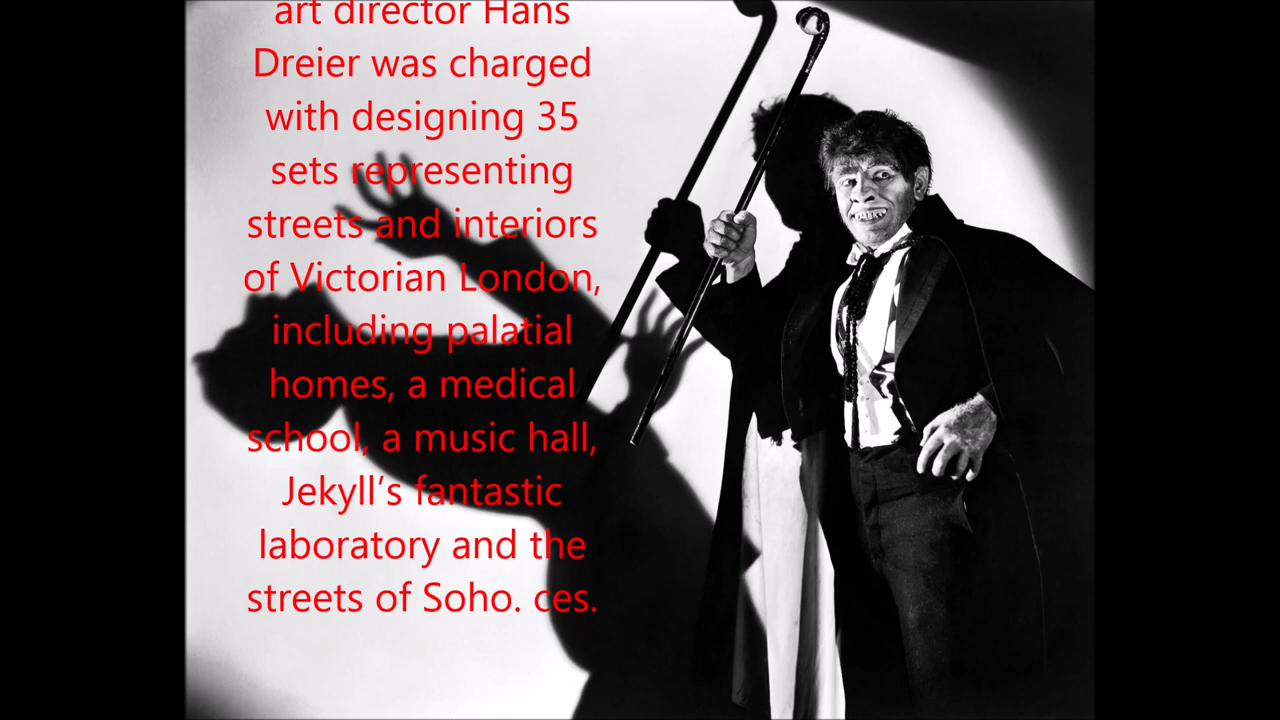 art director Hans
Dreier was charged
with designing 35
sets representing
streets and interiors
of Victorian London,
including palatial
homes, a medical
school, a music hall,
Jekyll’s fantastic
laboratory and the
streets of Soho. ces.